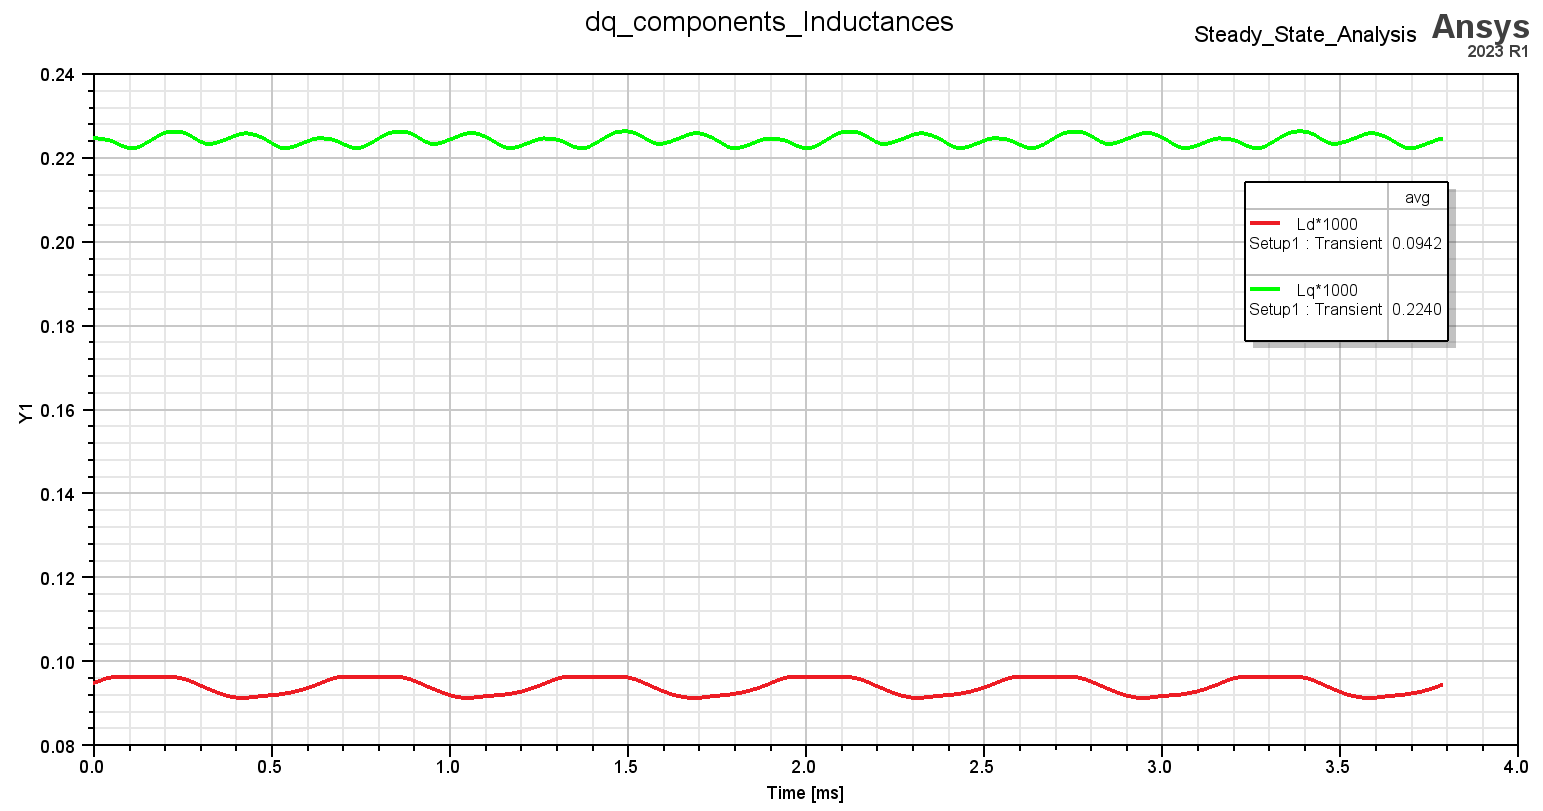 dq_components_Inductances
Steady_State_Analysis
Ansys
2023 R1
0.24
0.22
0.20
0.18
0.16
0.14
0.12
0.10
0.08
Y1
avg
Ld*1000
Setup1 : Transient 0.0942
Lq*1000
Setup1 : Transient 0.2240
0.0 0.5 1.0 1.5 2.0 2.5 3.0 3.5 4.0
Time [ms]